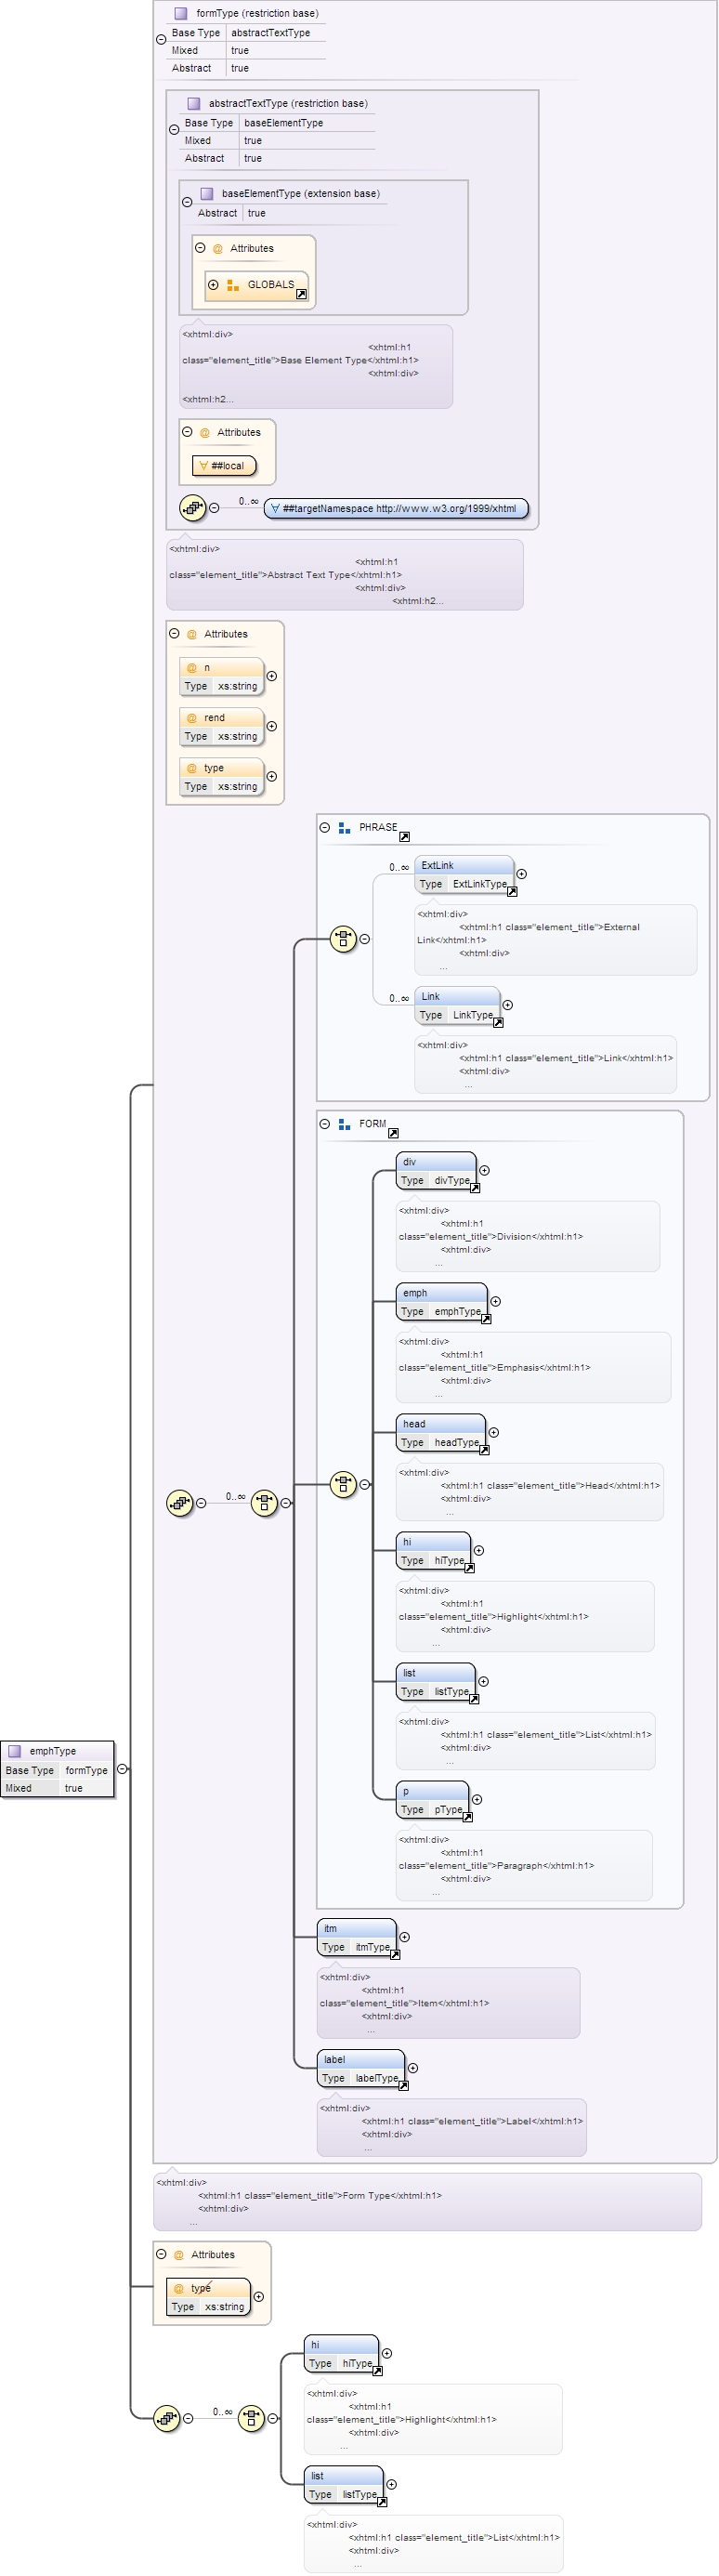 formType (restriction base)
Base Type abstractTextType
Mixed true
Abstract true
abstractTextType (restriction base)
Base Type baseElementType
Mixed true
Abstract true
baseElementType (extension base)
Abstract true
@ Attributes
GLOBALS
<xhtml:div>
<xhtml:h1
class="element_title">Base Element Type</xhtml:h1>
<xhtml:div>
<xhtml:h2...
@ Attributes
∀ ##local
0..∞
∀ ##targetNamespace http://www.w3.org/1999/xhtml
<xhtml:div>
<xhtml:h1
class="element_title">Abstract Text Type</xhtml:h1>
<xhtml:div>
<xhtml:h2...
@ Attributes
@ n
Type xs:string
@ rend
Type xs:string
@ type
Type xs:string
PHRASE
0..∞
ExtLink
Type ExtLinkType
<xhtml:div>
<xhtml:h1 class="element_title">External
Link</xhtml:h1>
<xhtml:div>
...
0..∞
Link
Type LinkType
<xhtml:div>
<xhtml:h1 class="element_title">Link</xhtml:h1>
<xhtml:div>
...
FORM
div
Type divType
<xhtml:div>
<xhtml:h1
class="element_title">Division</xhtml:h1>
<xhtml:div>
...
emph
Type emphType
<xhtml:div>
<xhtml:h1
class="element_title">Emphasis</xhtml:h1>
<xhtml:div>
...
head
Type headType
<xhtml:div>
<xhtml:h1 class="element_title">Head</xhtml:h1>
<xhtml:div>
...
0..∞
hi
Type hiType
<xhtml:div>
<xhtml:h1
class="element_title">Highlight</xhtml:h1>
<xhtml:div>
...
list
Type listType
<xhtml:div>
<xhtml:h1 class="element_title">List</xhtml:h1>
<xhtml:div>
...
emphType
Base Type formType
Mixed true
p
Type pType
<xhtml:div>
<xhtml:h1
class="element_title">Paragraph</xhtml:h1>
<xhtml:div>
...
itm
Type itmType
<xhtml:div>
<xhtml:h1
class="element_title">Item</xhtml:h1>
<xhtml:div>
...
label
Type labelType
<xhtml:div>
<xhtml:h1 class="element_title">Label</xhtml:h1>
<xhtml:div>
...
<xhtml:div>
<xhtml:h1 class="element_title">Form Type</xhtml:h1>
<xhtml:div>
...
@ Attributes
@ type
Type xs:string
hi
Type hiType
<xhtml:div>
<xhtml:h1
class="element_title">Highlight</xhtml:h1>
<xhtml:div>
...
0..∞
list
Type listType
<xhtml:div>
<xhtml:h1 class="element_title">List</xhtml:h1>
<xhtml:div>
...